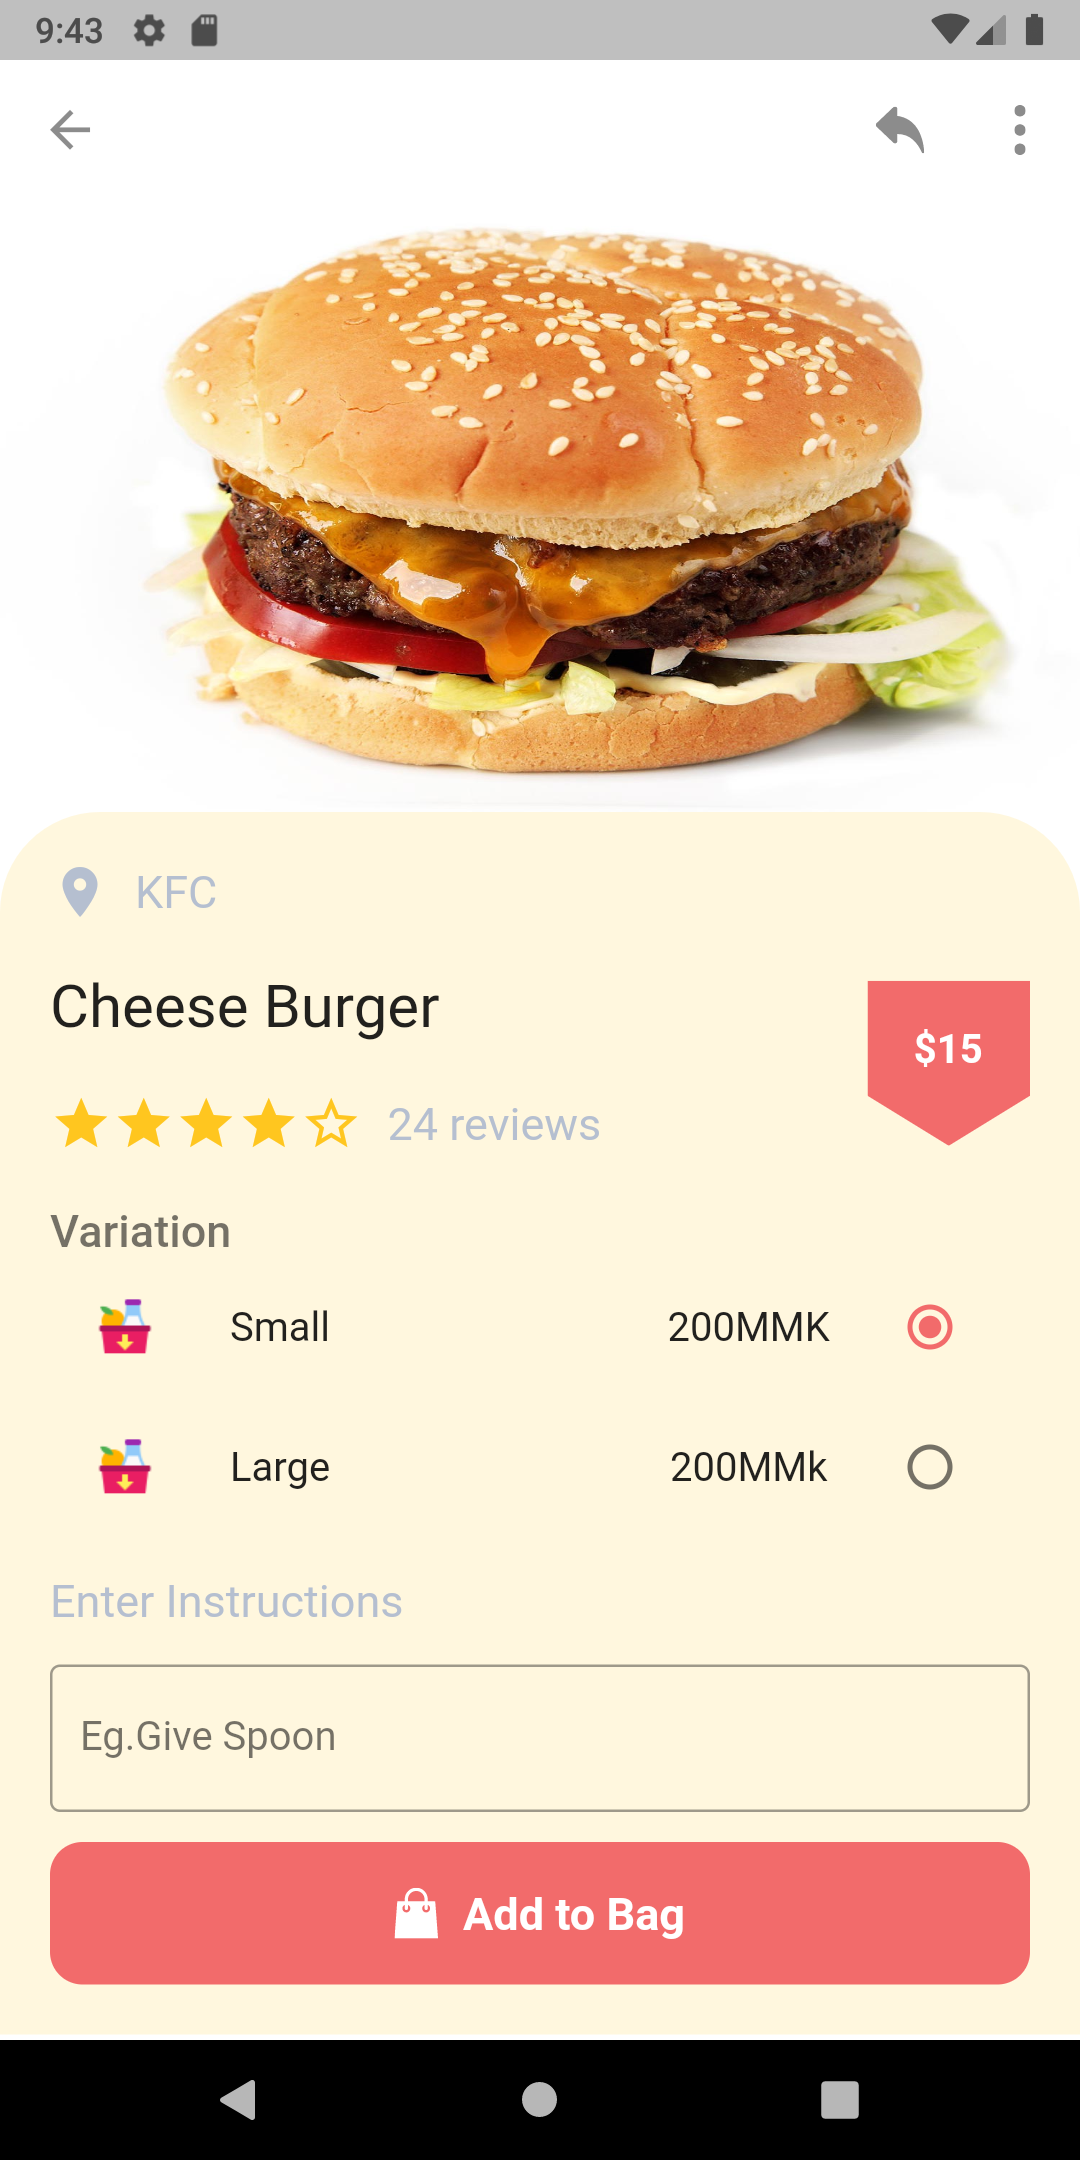 9:43
KFC
Cheese Burger
$15
24 reviews
Variation
Small 200MMK
Large 200MMk
Enter Instructions
Eg.Give Spoon
Add to Bag